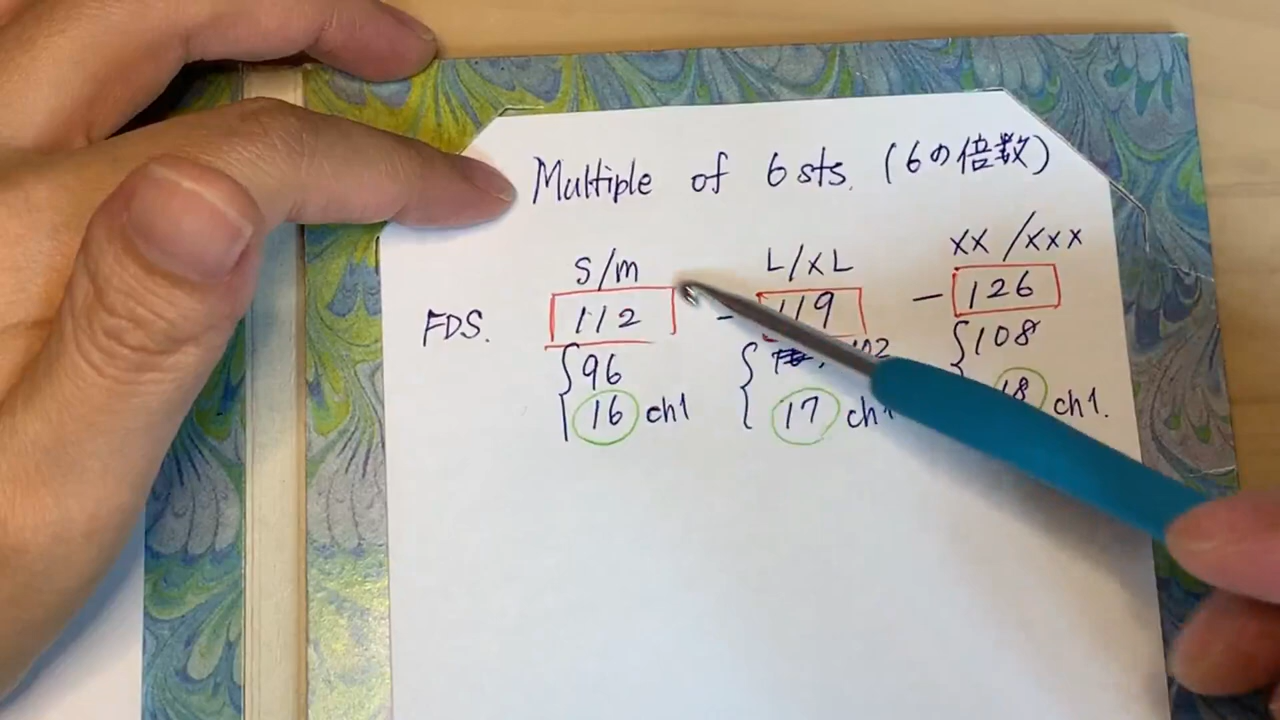 Multiple of 6 sts. (6の倍数)
S/M L/XL XX/XXX
FDS. 112 - 119 - 126
{96 { 102 {108
16 ch1 17 ch1 18 ch1.